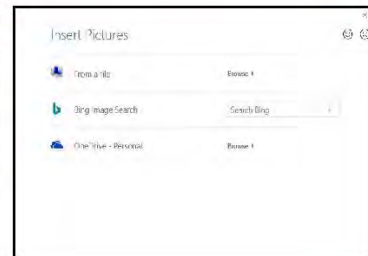 Insert Pictures
From a file
Browse ›
Bing Image Search
Search Bing
OneDrive - Personal
Browse ›